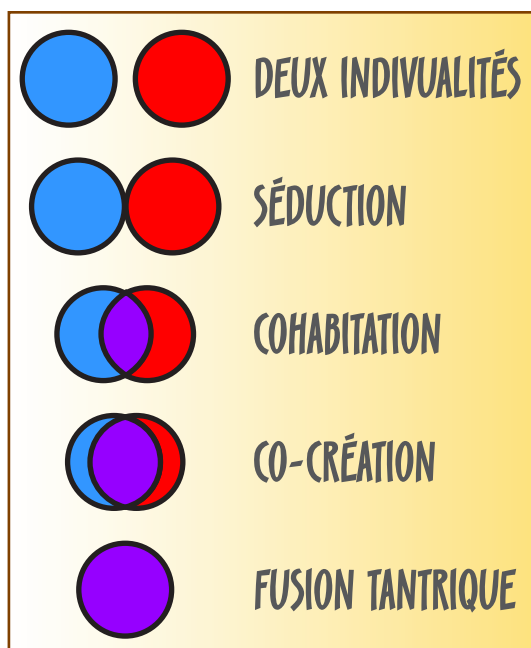 DEUX INDIVUALITÉS
SÉDUCTION
COHABITATION
CO-CRÉATION
FUSION TANTRIQUE